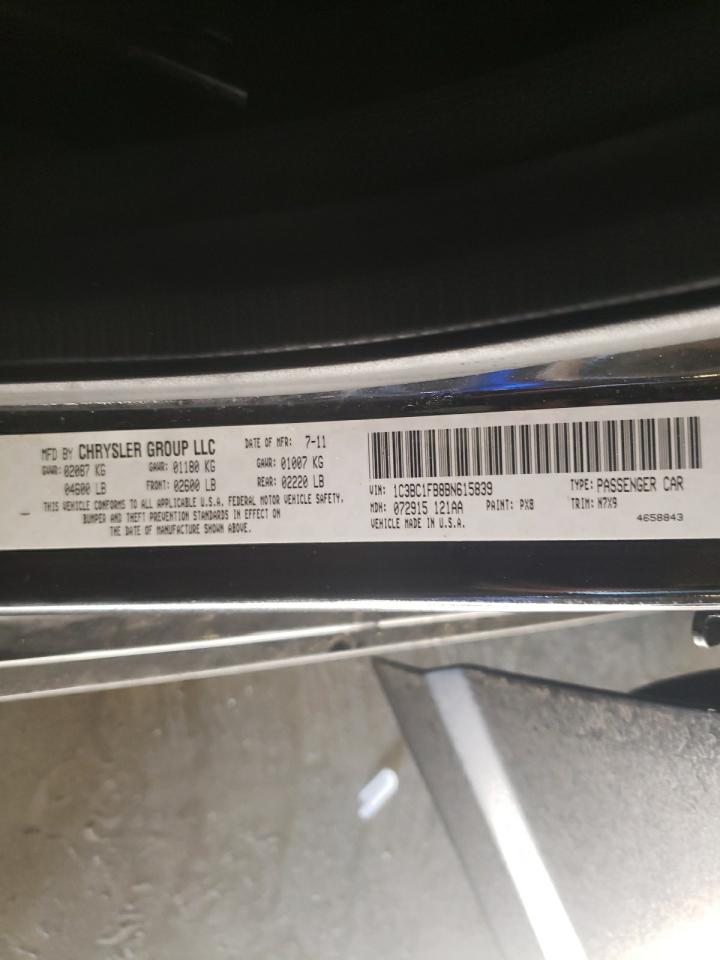 MFD BY CHRYSLER GROUP LLC DATE OF MFR: 7-11
GVWR: 02067 KG GAWR: 01180 KG GAWR: 01007 KG
04600 LB FRONT: 02600 LB REAR: 02220 LB
THIS VEHICLE CONFORMS TO ALL APPLICABLE U.S.A. FEDERAL MOTOR VEHICLE SAFETY,
BUMPER AND THEFT PREVENTION STANDARDS IN EFFECT ON
THE DATE OF MANUFACTURE SHOWN ABOVE.
VIN: 1C3BC1FB8BN615839 TYPE: PASSENGER CAR
MDH: 072915 121AA PAINT: PX8 TRIM: N7X9
VEHICLE MADE IN U.S.A. 4658843